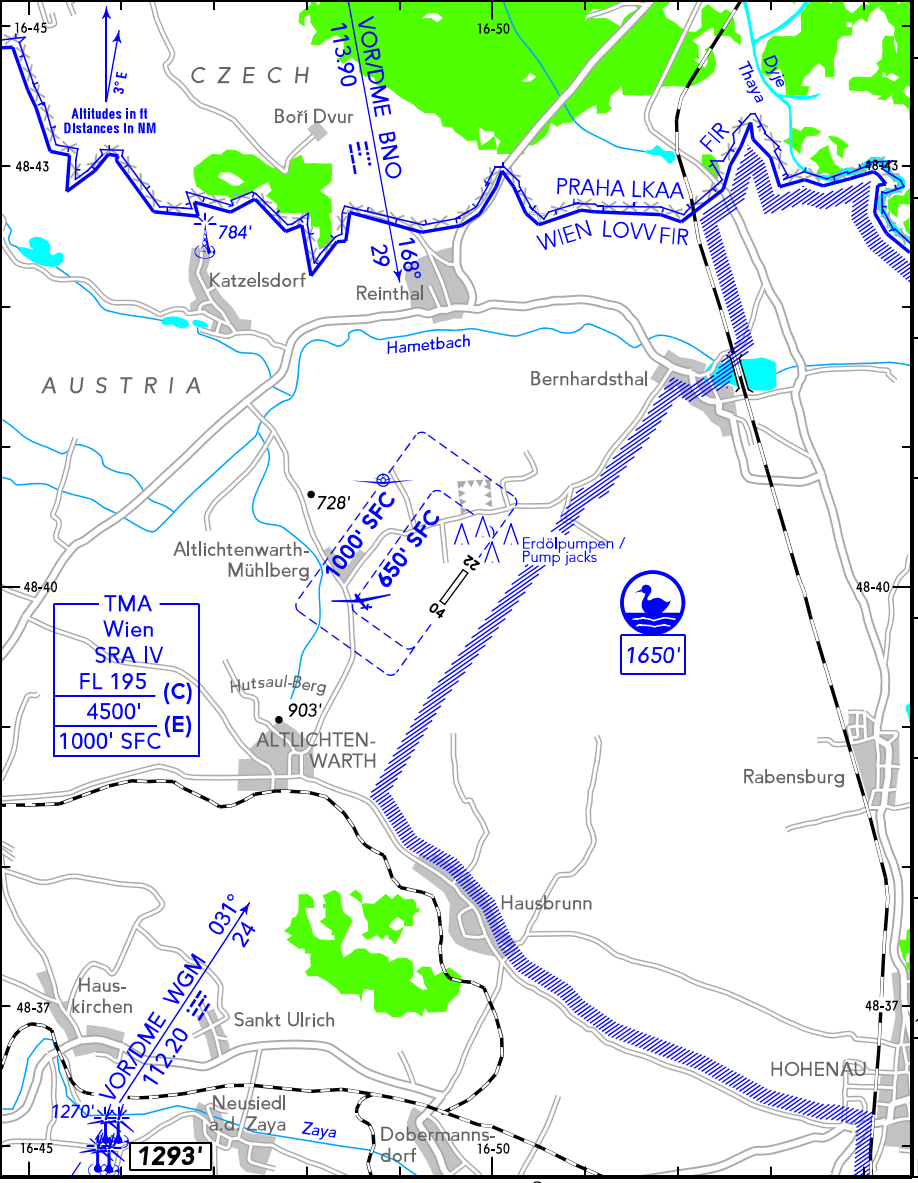 16-45
16-50
3°E
Altitudes in ft
Distances in NM
CZECH
Boří Dvur
VOR/DME BNO
113.90
168°
29
Dyje
Thaya
48-43
48-43
FIR
PRAHA LKAA
WIEN LOVV FIR
784'
Katzelsdorf
Reinthal
Hametbach
AUSTRIA
Bernhardsthal
728'
1000' SFC
650' SFC
Erdölpumpen /
Pump jacks
22
04
Altlichtenwarth-
Mühlberg
48-40
48-40
1650'
TMA
Wien
SRA IV
FL 195
(C)
4500'
(E)
1000' SFC
Hutsaul-Berg
903'
ALTLICHTEN-
WARTH
Rabensburg
Hausbrunn
031°
24
VOR/DME WGM
112.20
Haus-
kirchen
48-37
48-37
Sankt Ulrich
HOHENAU
1270'
Neusiedl
a.d. Zaya
Zaya
Dobermanns-
dorf
16-45
1293'
16-50